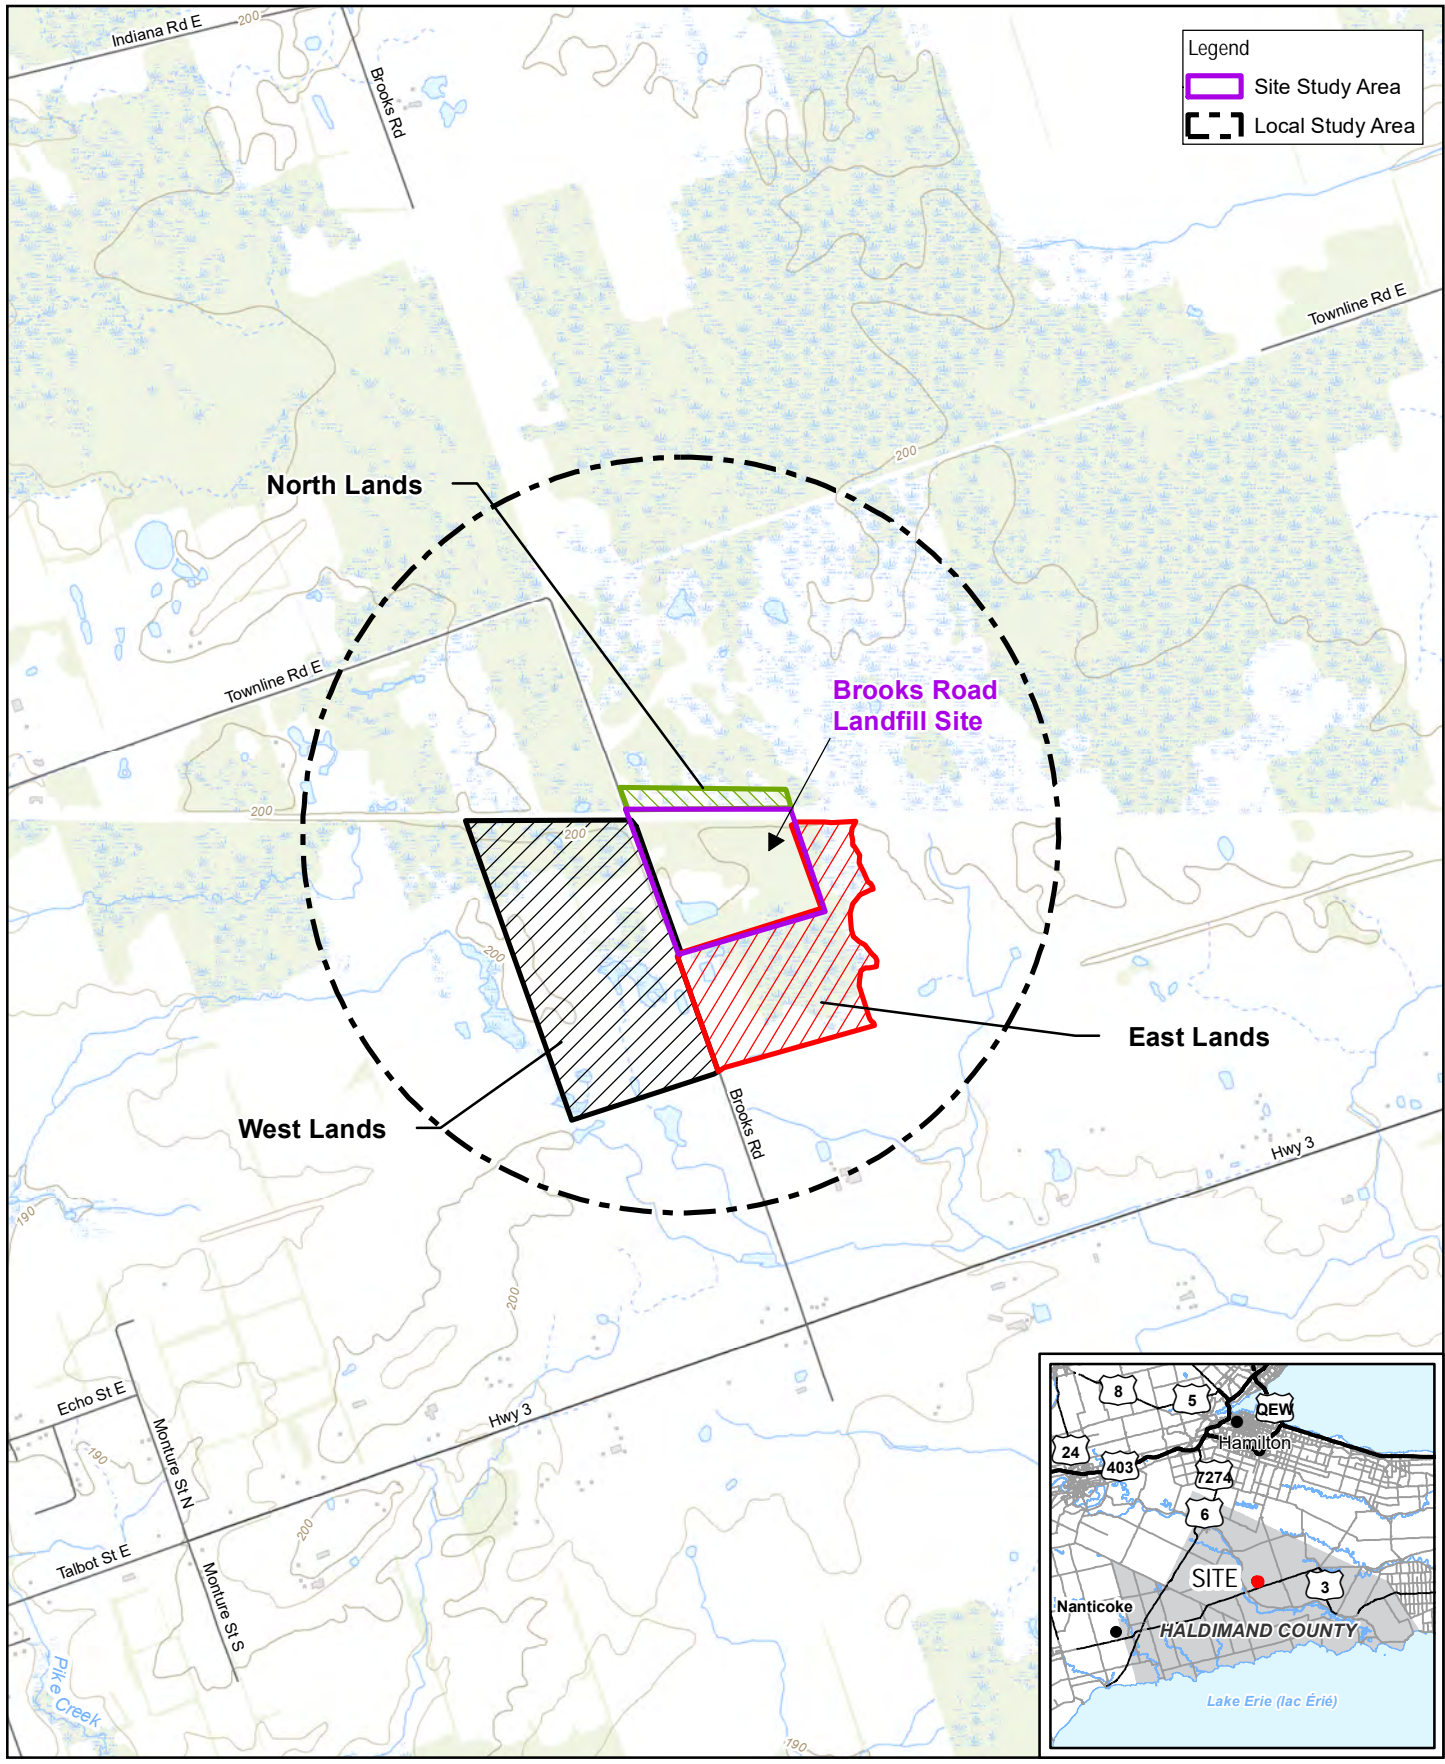 Indiana Rd E
200
Brooks Rd
Legend
Site Study Area
Local Study Area
Townline Rd E
200
North Lands
Townline Rd E
Brooks Road
Landfill Site
200
200
200
East Lands
West Lands
Brooks Rd
Hwy 3
190
200
Echo St E
Monture St N
Hwy 3
190
200
Talbot St E
Monture St S
Pike Creek
190
8
5
QEW
Hamilton
24
403
7274
6
SITE
3
Nanticoke
HALDIMAND COUNTY
Lake Erie (lac Érié)